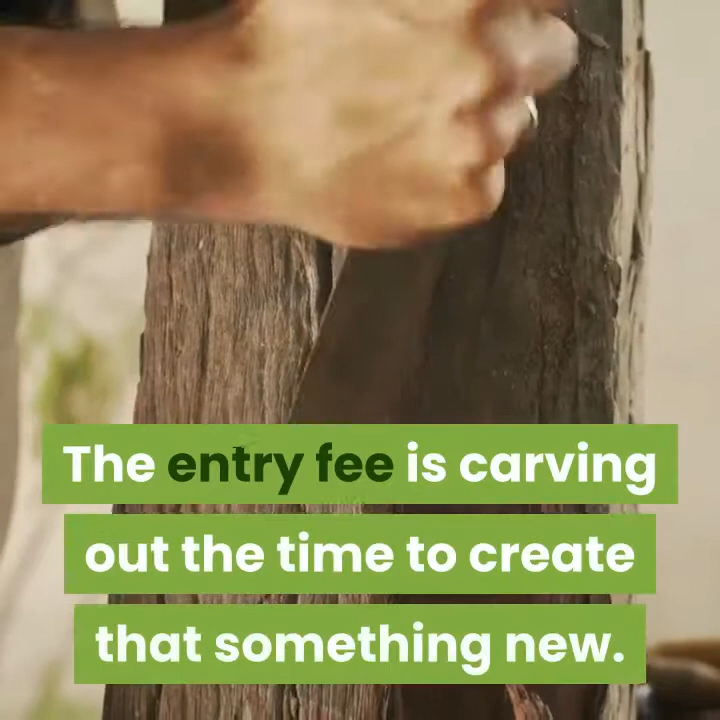 The entry fee is carving
out the time to create
that something new.